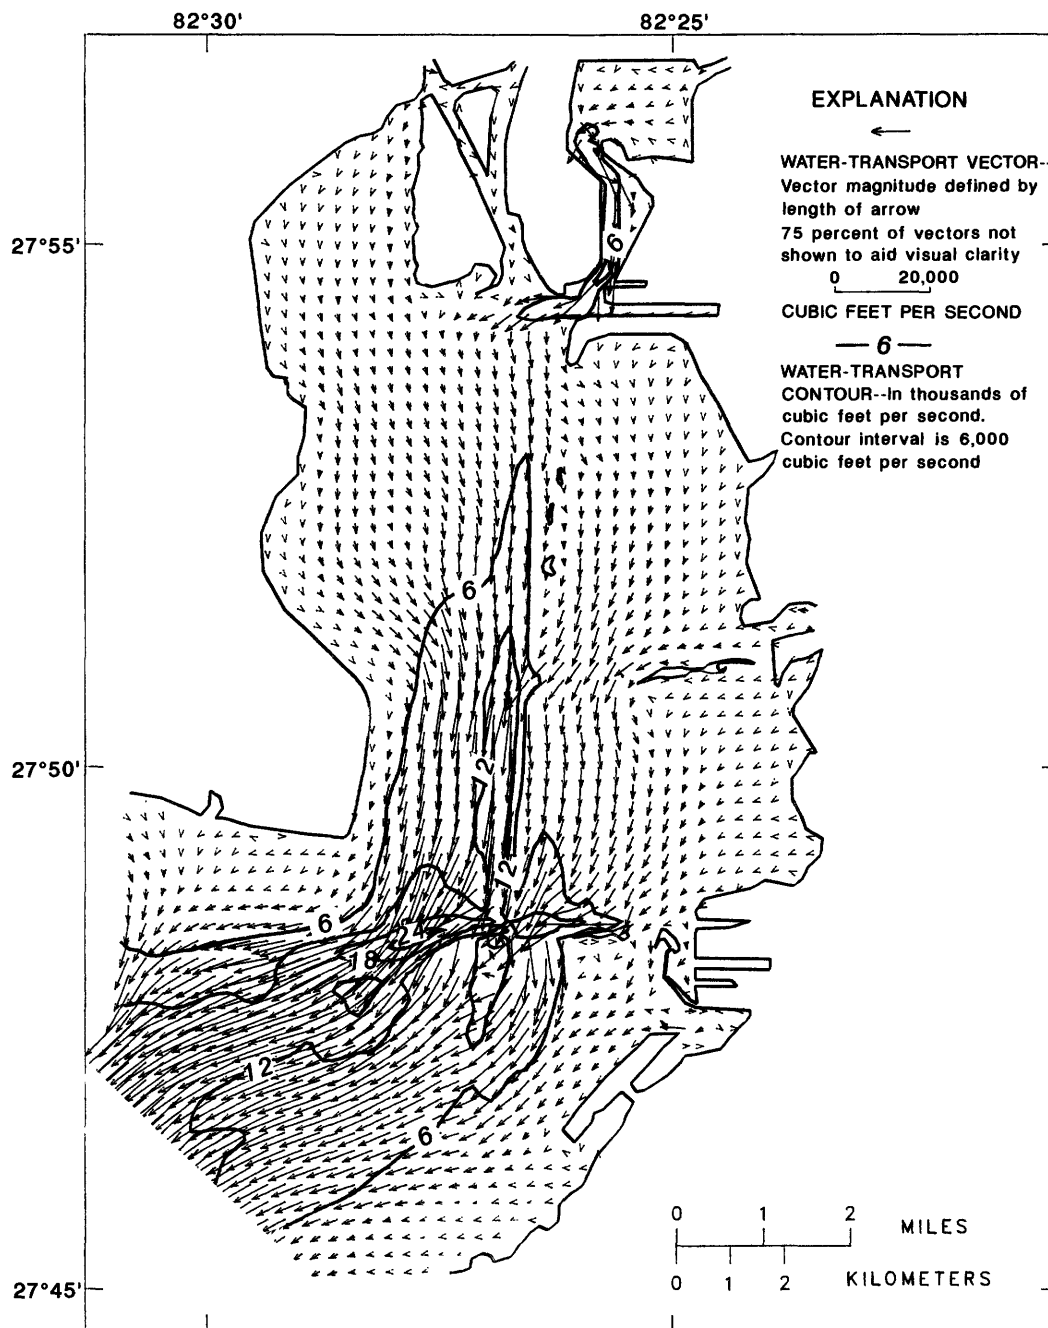 82°30'
82°25'
EXPLANATION
WATER-TRANSPORT VECTOR--
Vector magnitude defined by
length of arrow
75 percent of vectors not
shown to aid visual clarity
0 20,000
CUBIC FEET PER SECOND
6
WATER-TRANSPORT
CONTOUR--In thousands of
cubic feet per second.
Contour interval is 6,000
cubic feet per second
27°55'
6
6
12
27°50'
12
6
24
18
12
6
0 1 2
MILES
0 1 2
KILOMETERS
27°45'